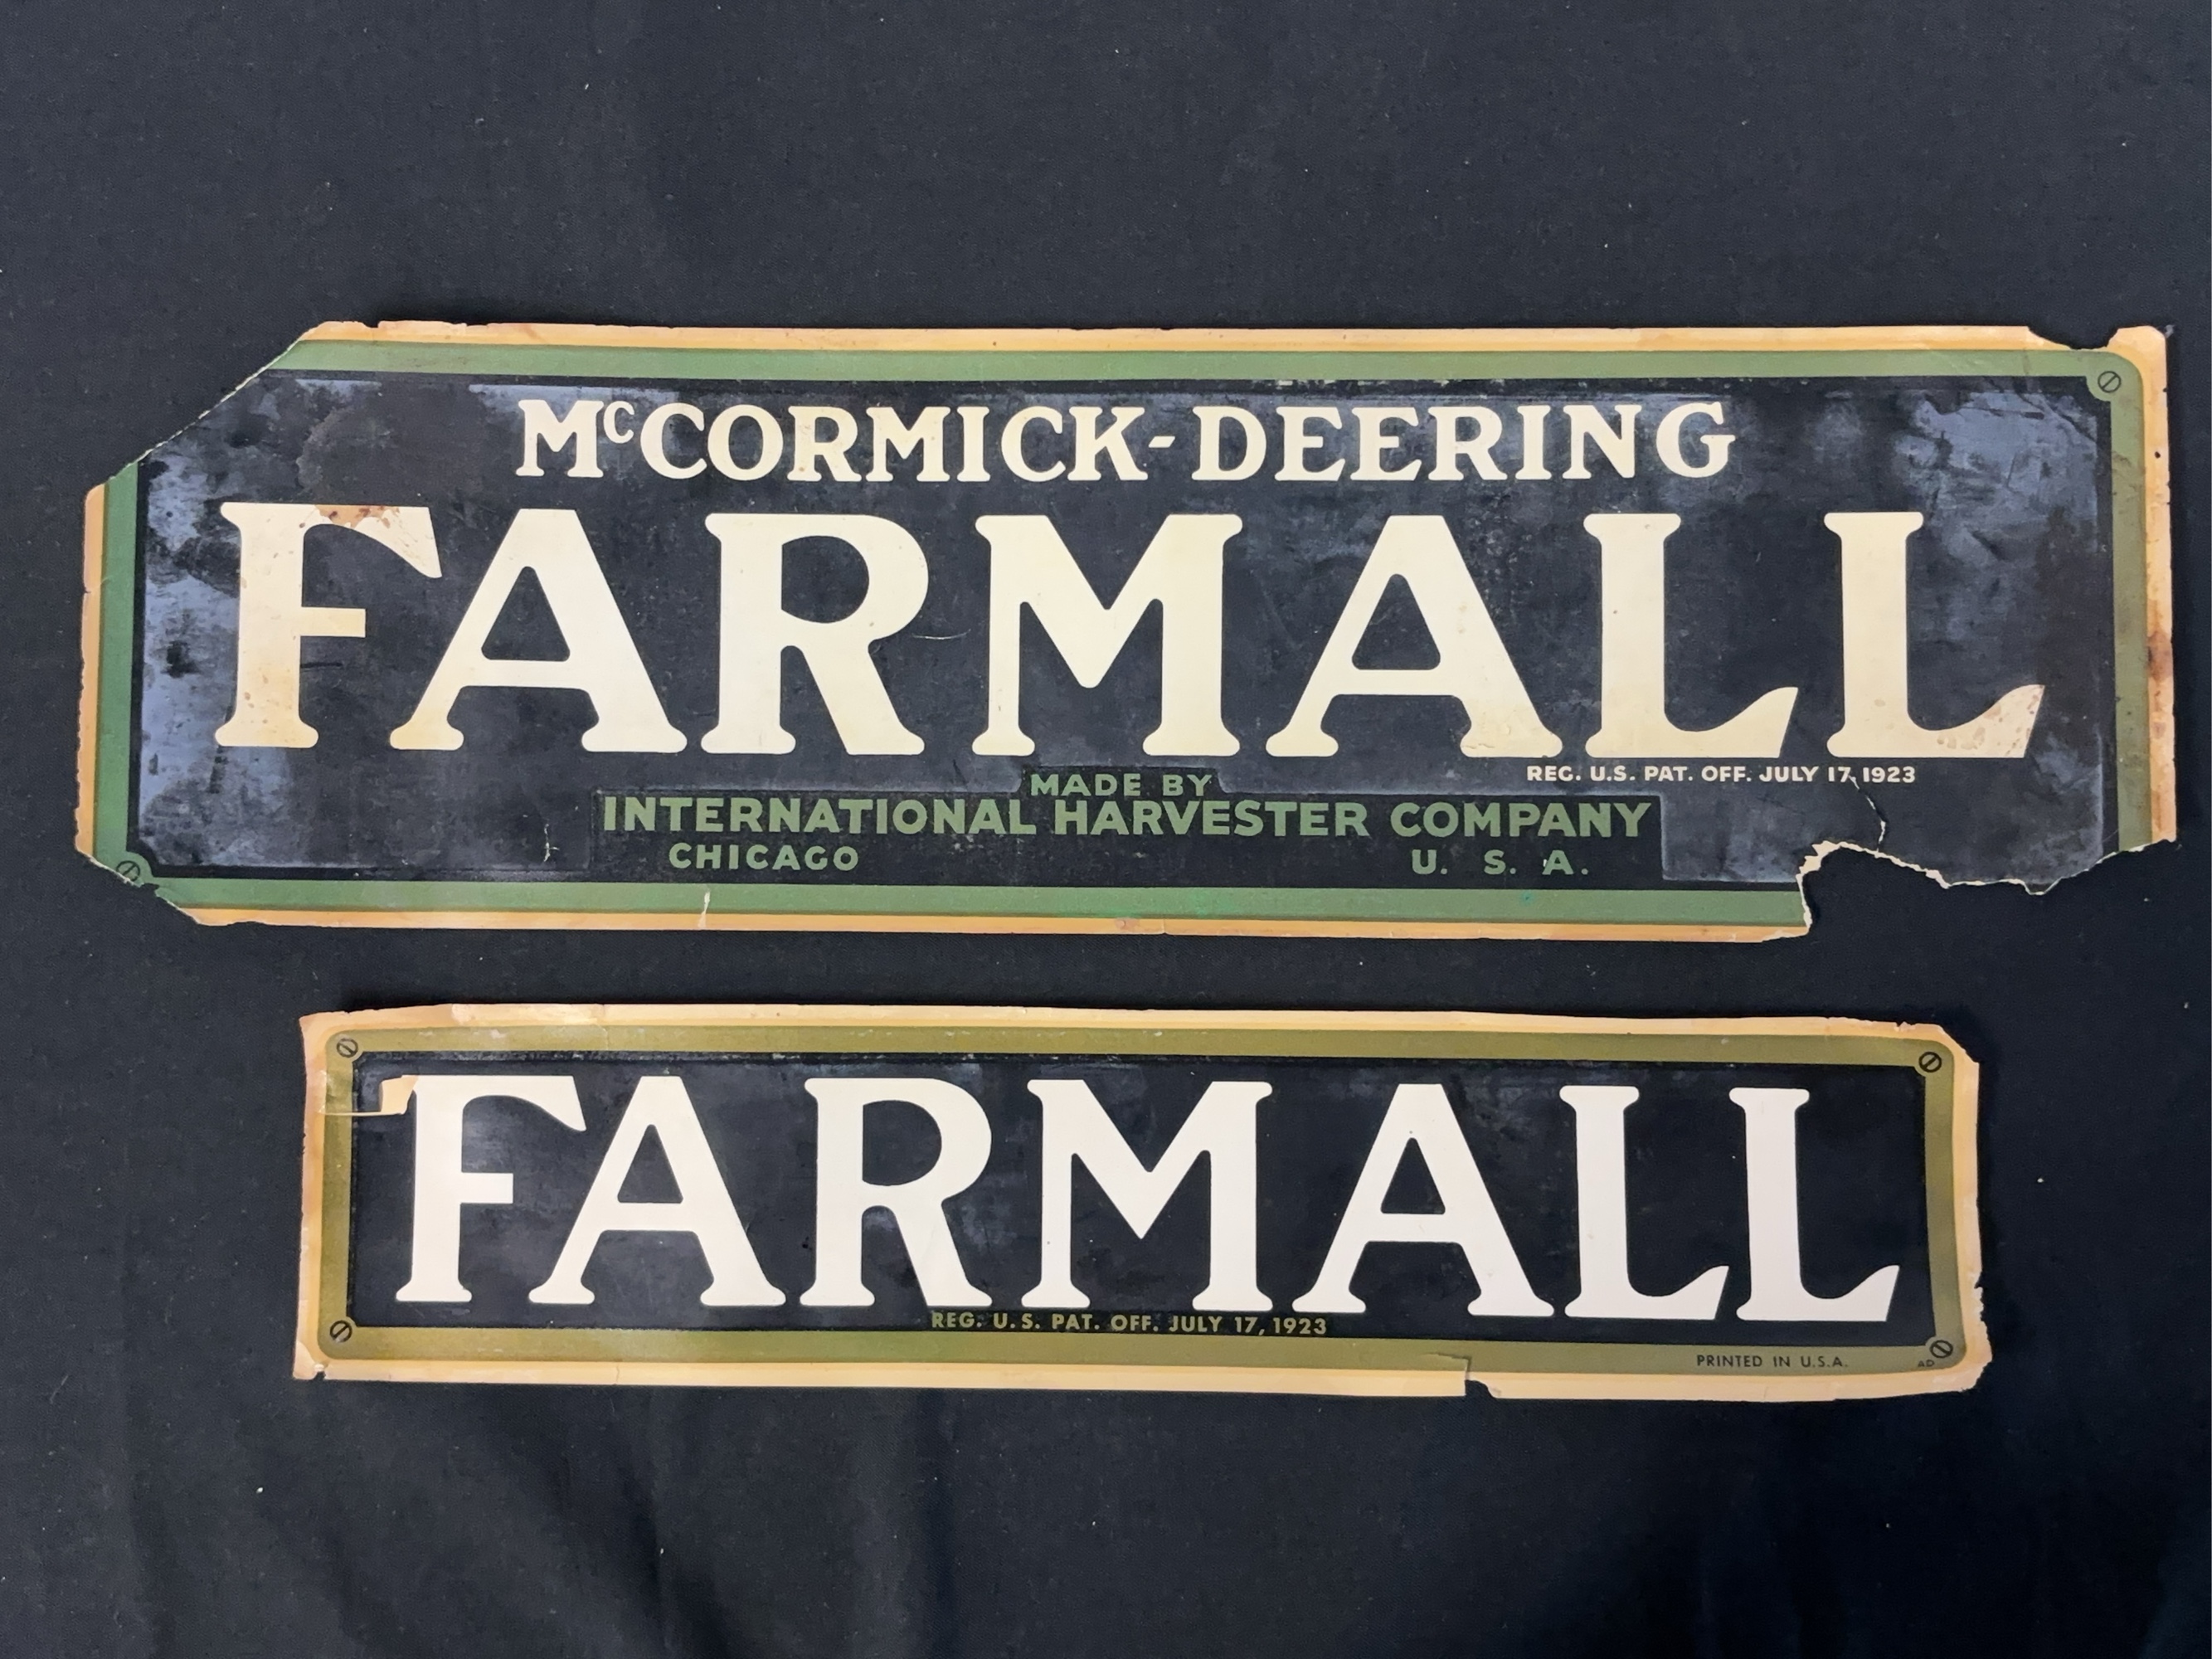 McCORMICK-DEERING
FARMALL
REG. U.S. PAT. OFF. JULY 17, 1923
MADE BY
INTERNATIONAL HARVESTER COMPANY
CHICAGO U. S. A.
FARMALL
REG. U.S. PAT. OFF. JULY 17, 1923
PRINTED IN U.S.A. AD